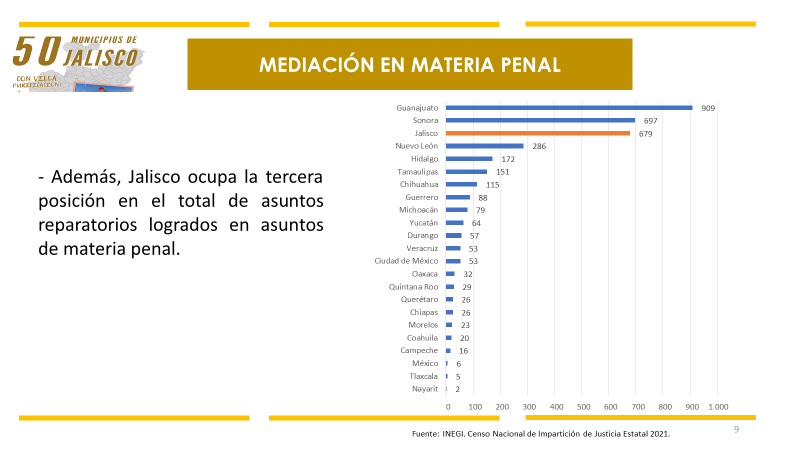 50 MUNICIPIOS DE
JALISCO
CON VILLA
MEDIACIÓN EN MATERIA PENAL
- Además, Jalisco ocupa la tercera
posición en el total de asuntos
reparatorios logrados en asuntos
de materia penal.
Guanajuato 909
Sonora 697
Jalisco 679
Nuevo León 286
Hidalgo 172
Tamaulipas 151
Chihuahua 115
Guerrero 88
Michoacán 79
Yucatán 64
Durango 57
Veracruz 53
Ciudad de México 53
Oaxaca 32
Quintana Roo 29
Querétaro 26
Chiapas 26
Morelos 23
Coahuila 20
Campeche 16
México 6
Tlaxcala 5
Nayarit 2
0 100 200 300 400 500 600 700 800 900 1 000
Fuente: INEGI. Censo Nacional de Impartición de Justicia Estatal 2021.
9